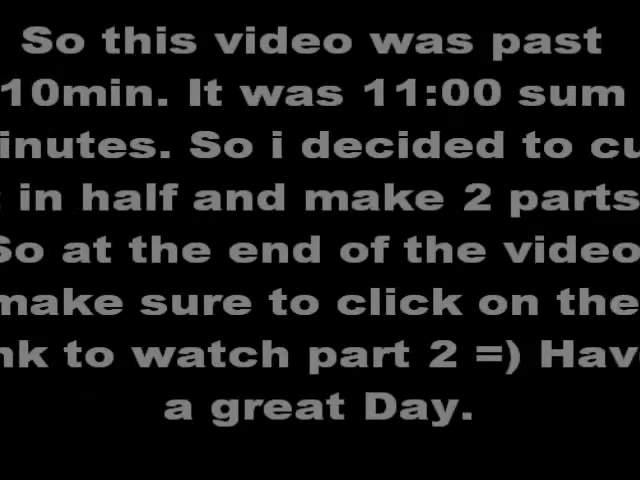 So this video was past
10min. It was 11:00 sum
inutes. So i decided to cu
in half and make 2 parts
So at the end of the video
make sure to click on the
nk to watch part 2 =) Hav
a great Day.